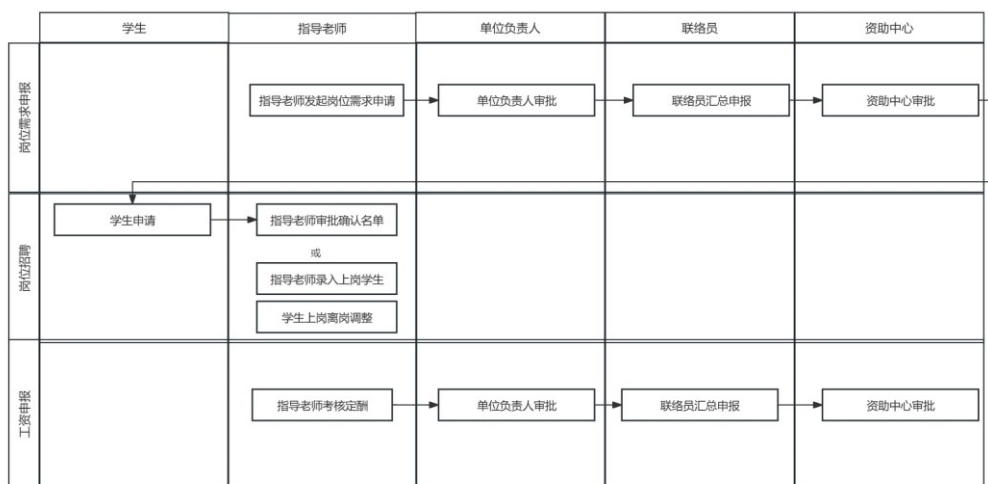 学生
指导老师
单位负责人
联络员
资助中心
岗位需求申报
指导老师发起岗位需求申请
单位负责人审批
联络员汇总申报
资助中心审批
岗位招聘
学生申请
指导老师审批确认名单
或
指导老师录入上岗学生
学生上岗离岗调整
工资申报
指导老师考核定酬
单位负责人审批
联络员汇总申报
资助中心审批